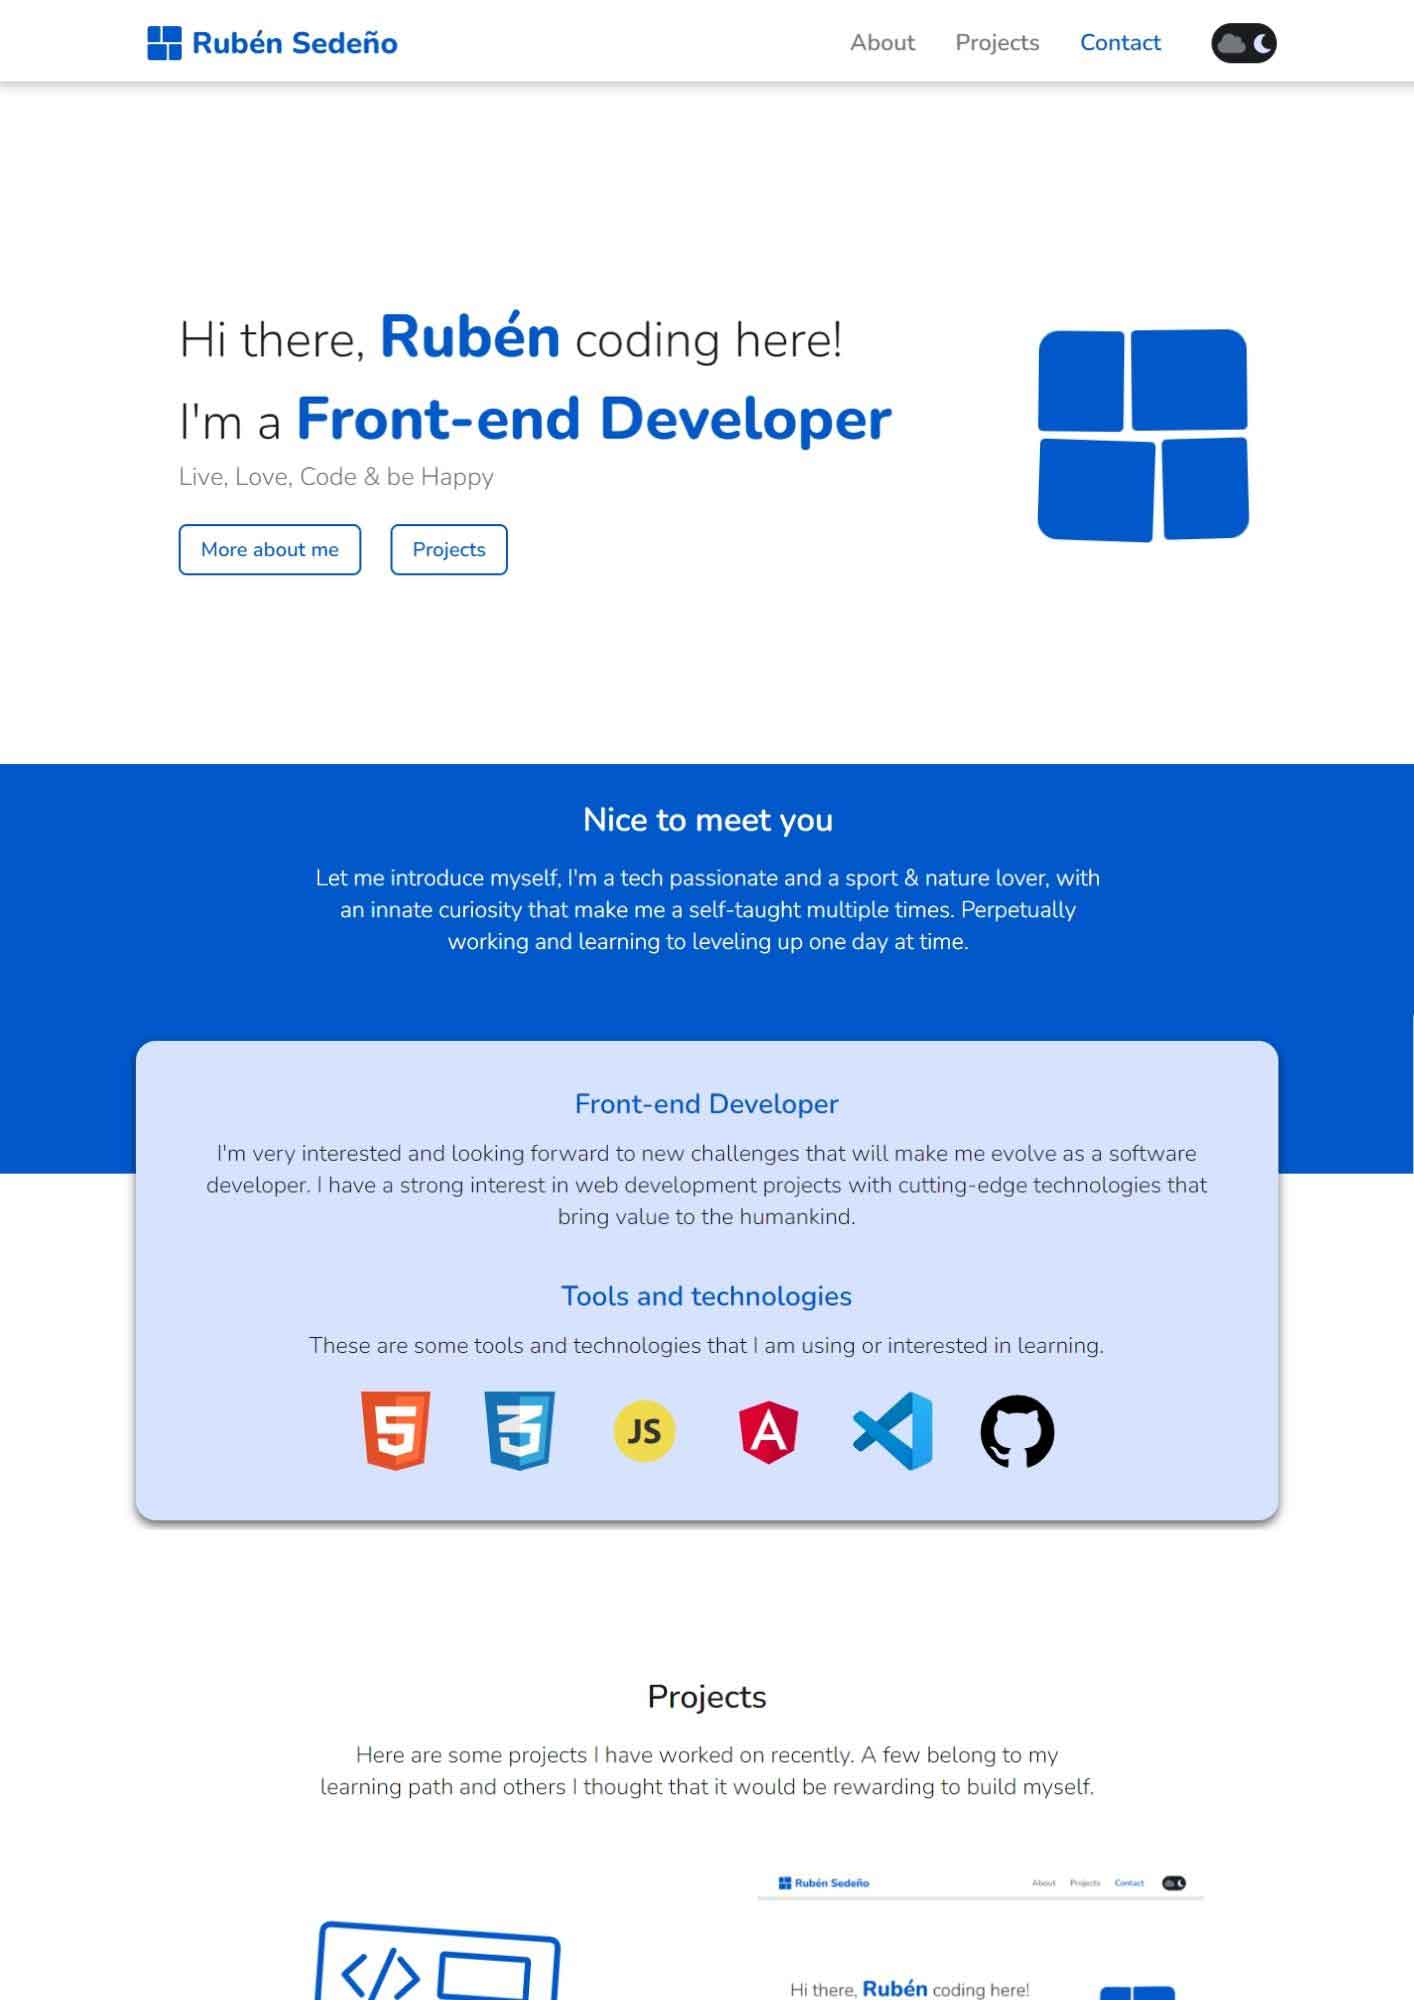 Rubén Sedeño
About Projects Contact
Hi there, Rubén coding here!
I'm a Front-end Developer
Live, Love, Code & be Happy
More about me Projects
Nice to meet you
Let me introduce myself, I'm a tech passionate and a sport & nature lover, with
an innate curiosity that make me a self-taught multiple times. Perpetually
working and learning to leveling up one day at time.
Front-end Developer
I'm very interested and looking forward to new challenges that will make me evolve as a software
developer. I have a strong interest in web development projects with cutting-edge technologies that
bring value to the humankind.
Tools and technologies
These are some tools and technologies that I am using or interested in learning.
5 3 JS A
Projects
Here are some projects I have worked on recently. A few belong to my
learning path and others I thought that it would be rewarding to build myself.
Rubén Sedeño
About Projects Contact
</>
Hi there, Rubén coding here!